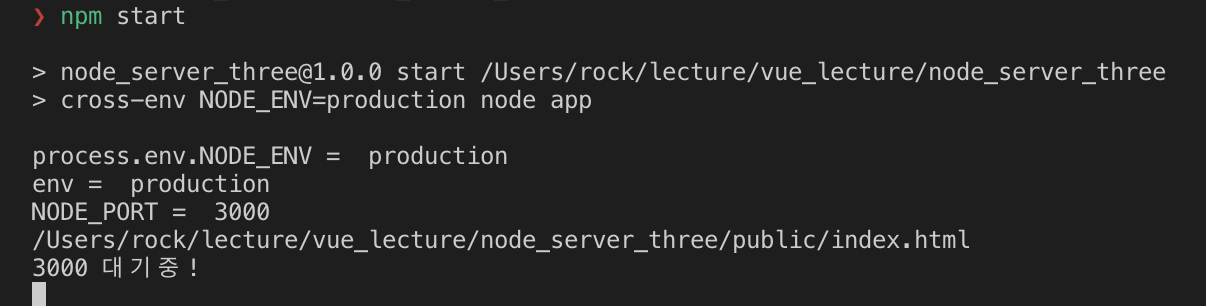 ❯ npm start
> node_server_three@1.0.0 start /Users/rock/lecture/vue_lecture/node_server_three
> cross-env NODE_ENV=production node app
process.env.NODE_ENV =  production
env =  production
NODE_PORT =  3000
/Users/rock/lecture/vue_lecture/node_server_three/public/index.html
3000 대기중!